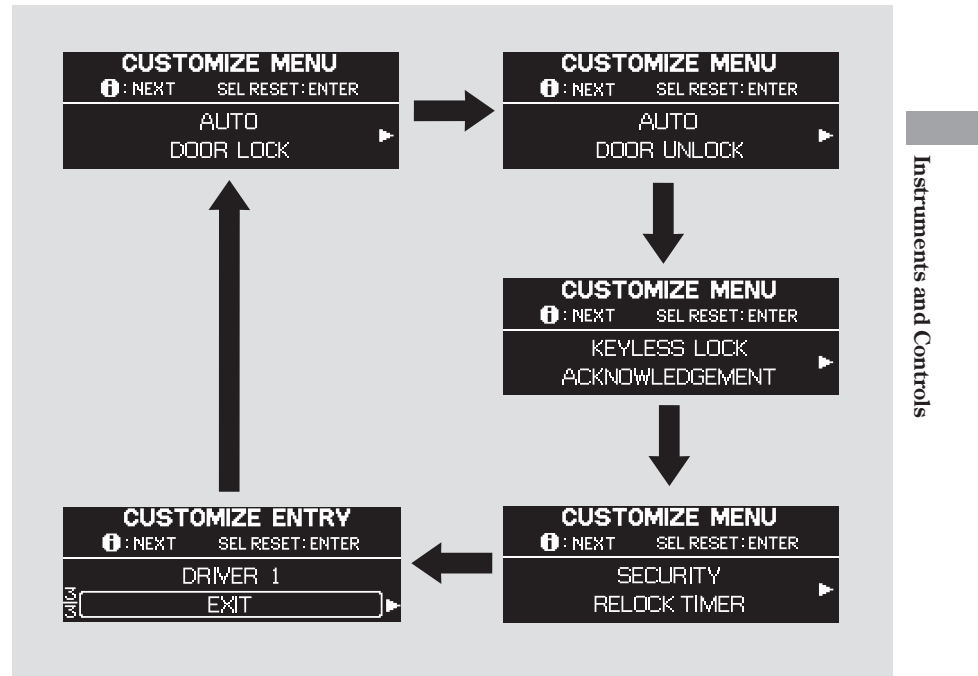 CUSTOMIZE MENU
i : NEXT SEL RESET: ENTER
AUTO
DOOR LOCK
CUSTOMIZE MENU
i : NEXT SEL RESET: ENTER
AUTO
DOOR UNLOCK
CUSTOMIZE MENU
i : NEXT SEL RESET: ENTER
KEYLESS LOCK
ACKNOWLEDGEMENT
CUSTOMIZE MENU
i : NEXT SEL RESET: ENTER
SECURITY
RELOCK TIMER
CUSTOMIZE ENTRY
i : NEXT SEL RESET: ENTER
DRIVER 1
3/3 EXIT
Instruments and Controls